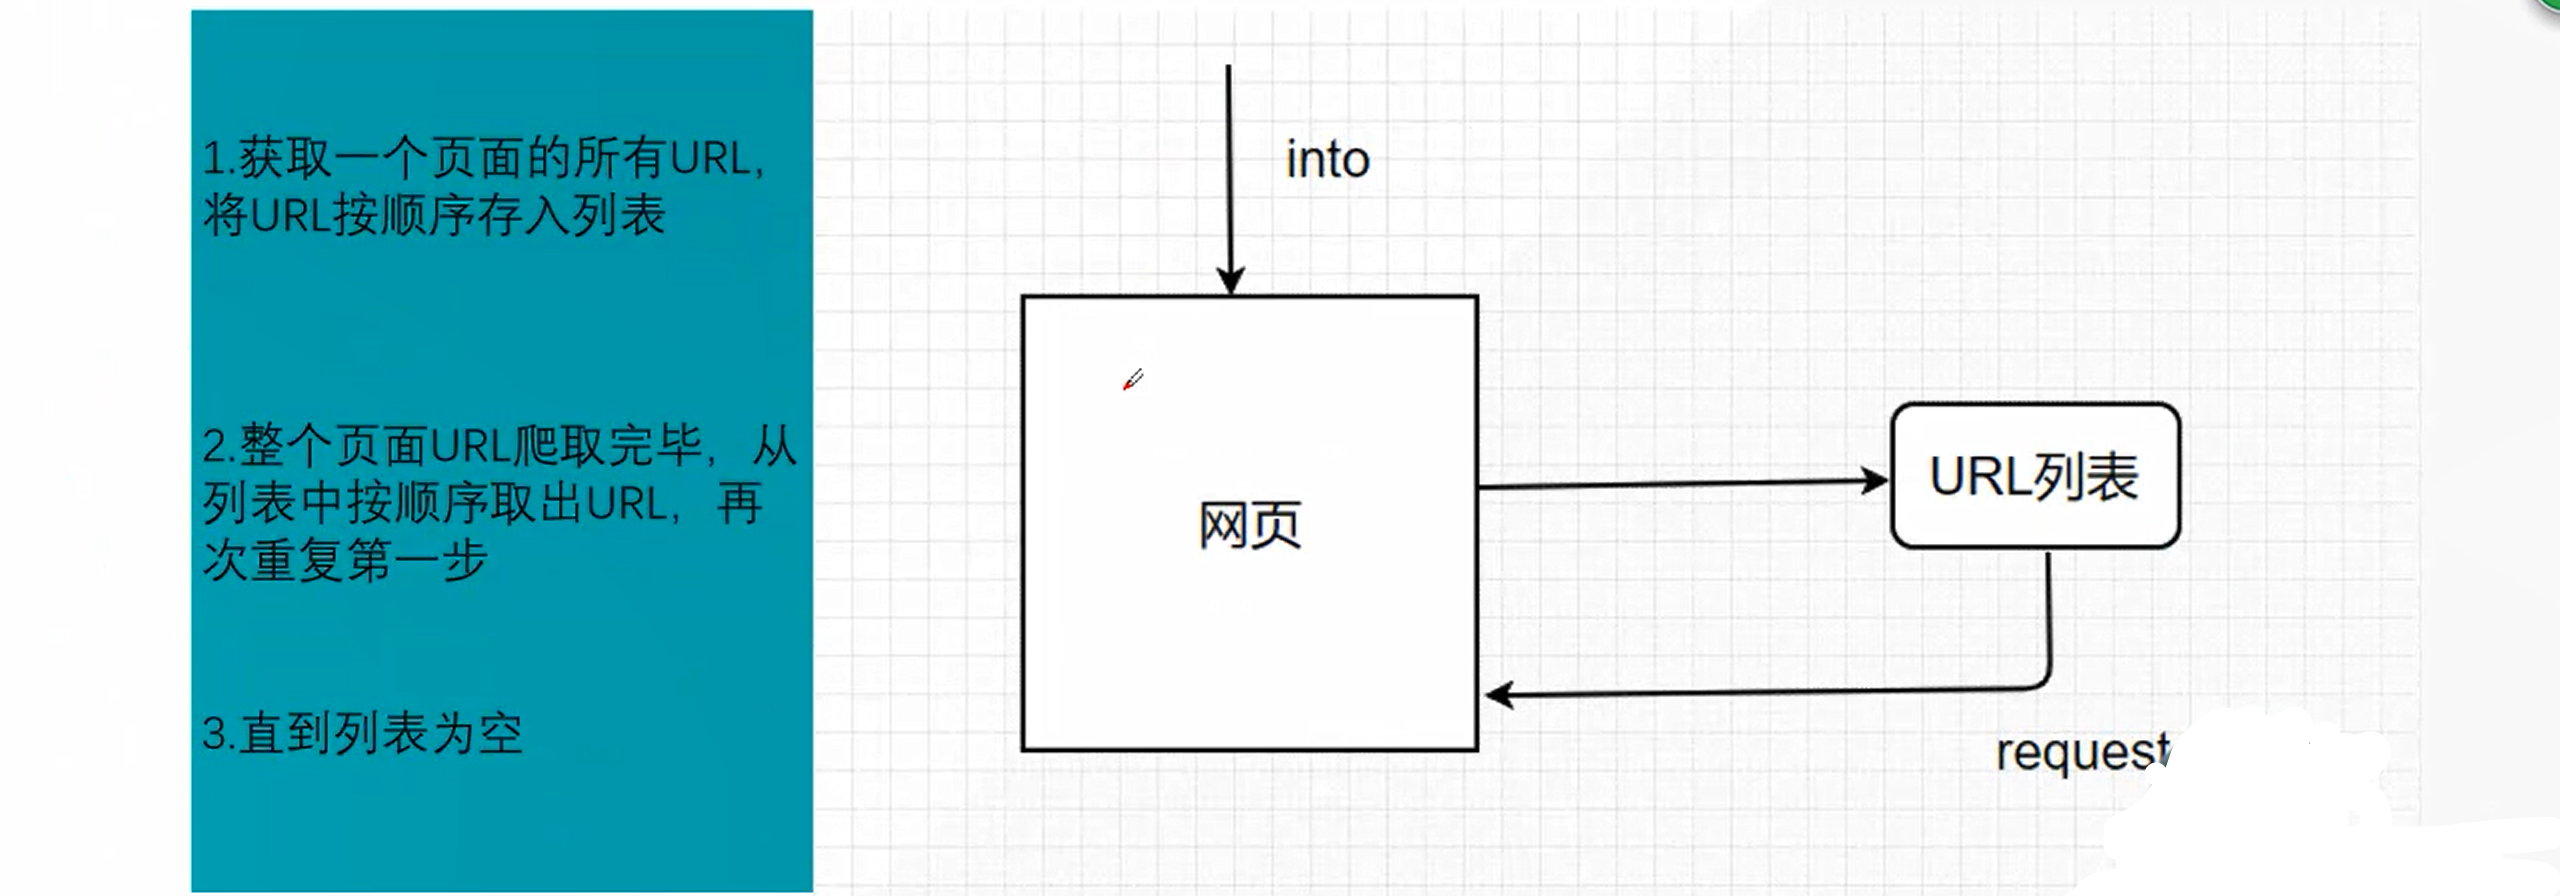 1.获取一个页面的所有URL，
将URL按顺序存入列表
2.整个页面URL爬取完毕，从
列表中按顺序取出URL，再
次重复第一步
3.直到列表为空
into
网页
URL列表
request